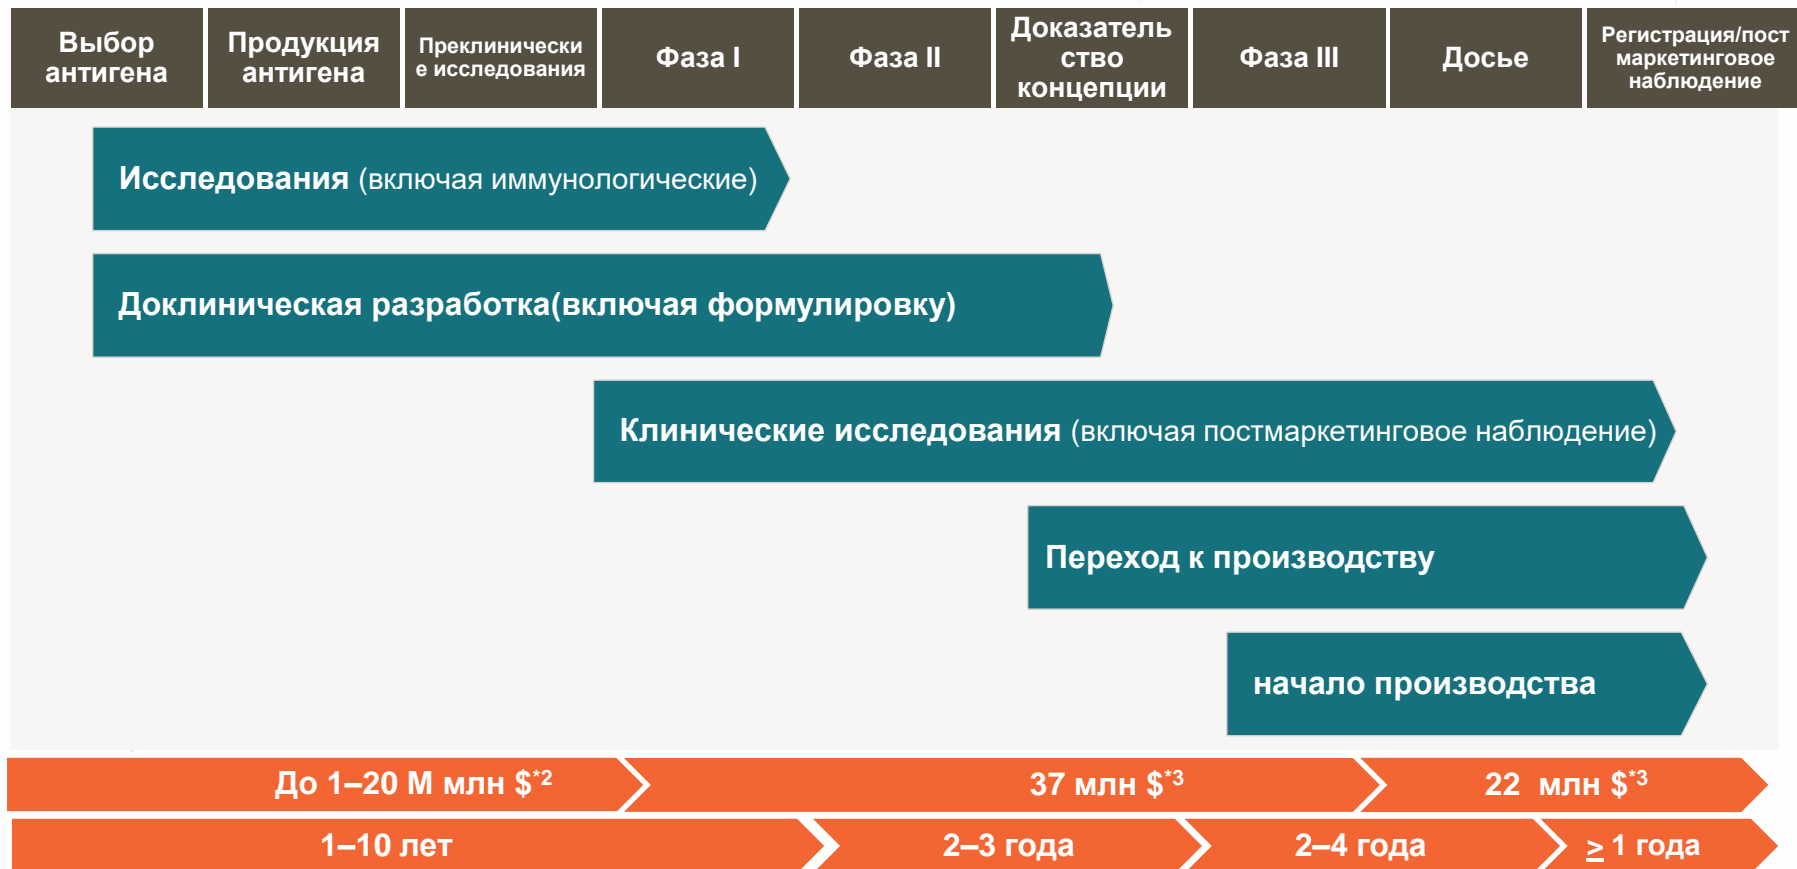 Выбор
антигена
Продукция
антигена
Преклинически
е исследования
Фаза I
Фаза II
Доказатель
ство
концепции
Фаза III
Досье
Регистрация/пост
маркетинговое
наблюдение
Исследования (включая иммунологические)
Доклиническая разработка(включая формулировку)
Клинические исследования (включая постмаркетинговое наблюдение)
Переход к производству
начало производства
До 1–20 М млн $*2
37 млн $*3
22 млн $*3
1–10 лет
2–3 года
2–4 года
≥ 1 года